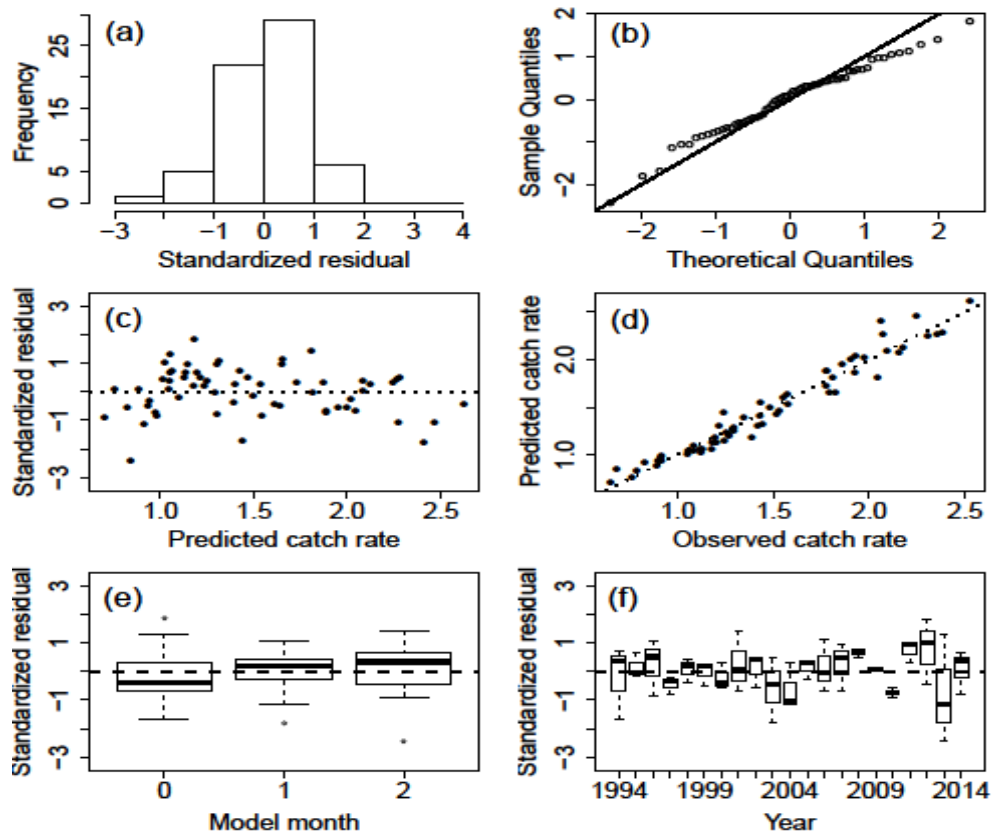 (a)
Frequency
0
5
15
25
-3
-1
0
1
2
4
Standardized residual
(b)
Sample Quantiles
-2
0
1
2
-2
-1
0
1
2
Theoretical Quantiles
(c)
Standardized residual
-3
-1
1
3
1.0
1.5
2.0
2.5
Predicted catch rate
(d)
Predicted catch rate
1.0
2.0
1.0
1.5
2.0
2.5
Observed catch rate
(e)
Standardized residual
-3
-1
1
3
0
1
2
Model month
(f)
Standardized residual
-3
-1
1
3
1994
1999
2004
2009
2014
Year